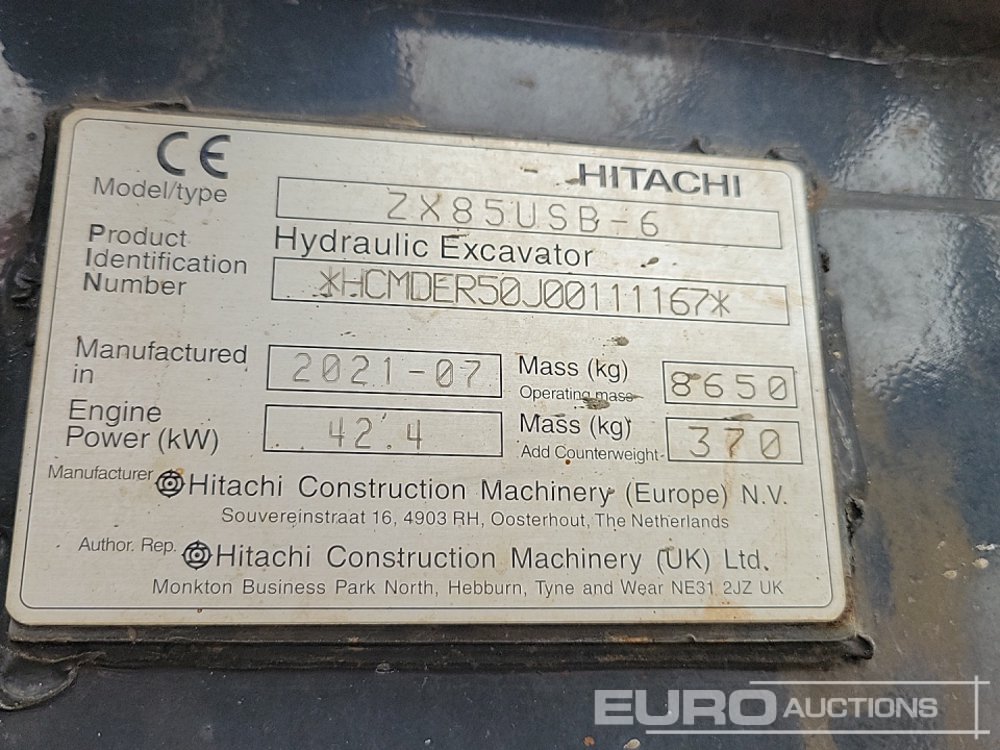 CE
HITACHI
Model/type ZX85USB-6
Hydraulic Excavator
Product
Identification
Number *HCMDER50J00111167*
Manufactured
in 2021-07
Mass (kg)
Operating mass 8650
Engine
Power (kW) 42.4
Mass (kg)
Add Counterweight 370
Manufacturer Hitachi Construction Machinery (Europe) N.V.
Souvereinstraat 16, 4903 RH, Oosterhout, The Netherlands
Author. Rep. Hitachi Construction Machinery (UK) Ltd.
Monkton Business Park North, Hebburn, Tyne and Wear NE31 2JZ UK
EURO AUCTIONS